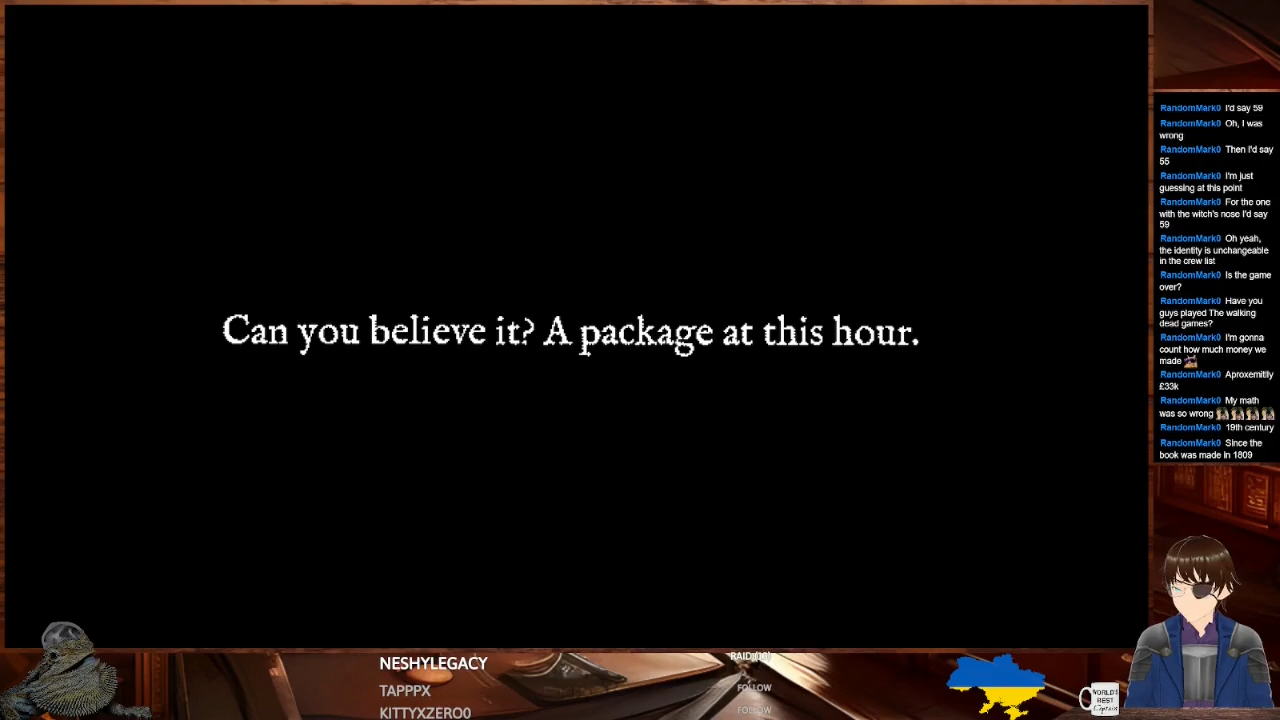 Can you believe it? A package at this hour.
RandomMark0 I'd say 59
RandomMark0 Oh, I was
wrong
RandomMark0 Then I'd say
55
RandomMark0 I'm just
guessing at this point
RandomMark0 For the one
with the witch's nose I'd say
59
RandomMark0 Oh yeah,
the identity is unchangeable
in the crew list
RandomMark0 Is the game
over?
RandomMark0 Have you
guys played The walking
dead games?
RandomMark0 I'm gonna
count how much money we
made
RandomMark0 Aproxemitlly
£33k
RandomMark0 My math
was so wrong
RandomMark0 19th century
RandomMark0 Since the
book was made in 1809
NESHYLEGACY
TAPPPX
FOLLOW
KITTYXZERO0
FOLLOW
WORLD'S
BEST
Captain